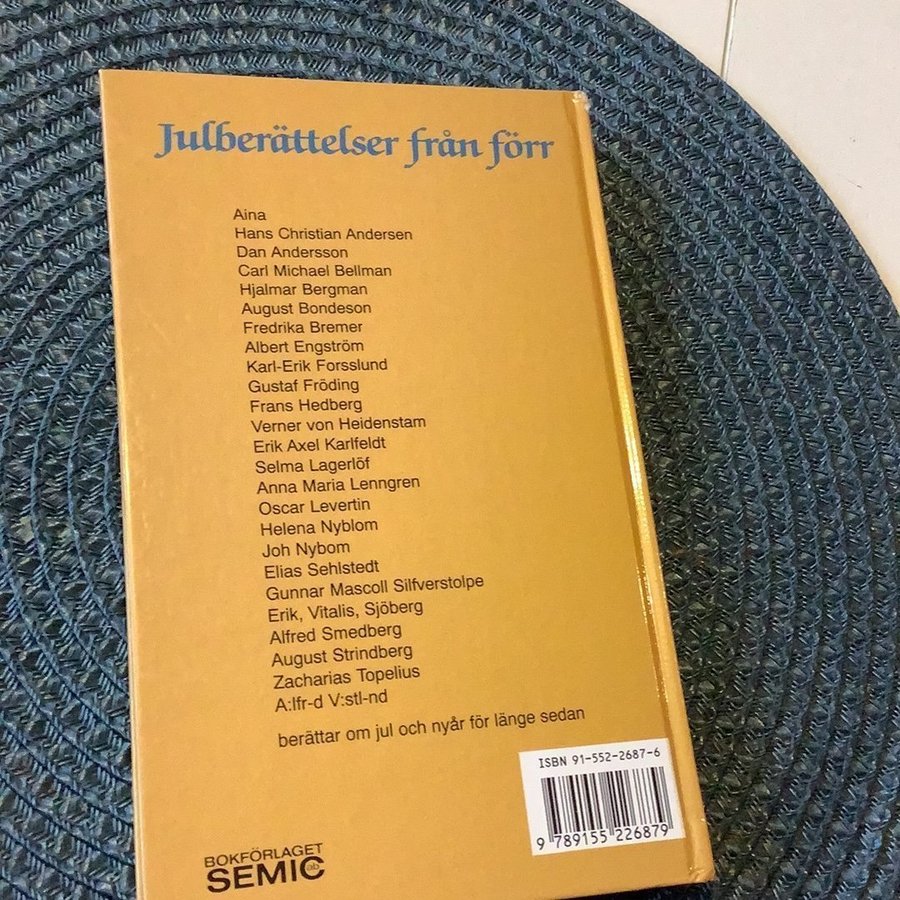 Julberättelser från förr
Aina
Hans Christian Andersen
Dan Andersson
Carl Michael Bellman
Hjalmar Bergman
August Bondeson
Fredrika Bremer
Albert Engström
Karl-Erik Forsslund
Gustaf Fröding
Frans Hedberg
Verner von Heidenstam
Erik Axel Karlfeldt
Selma Lagerlöf
Anna Maria Lenngren
Oscar Levertin
Helena Nyblom
Joh Nybom
Elias Sehlstedt
Gunnar Mascoll Silfverstolpe
Erik, Vitalis, Sjöberg
Alfred Smedberg
August Strindberg
Zacharias Topelius
A:lfr-d V:stl-nd
berättar om jul och nyår för länge sedan
ISBN 91-552-2687-6
9 789155 226879
BOKFÖRLAGET
SEMIC ab